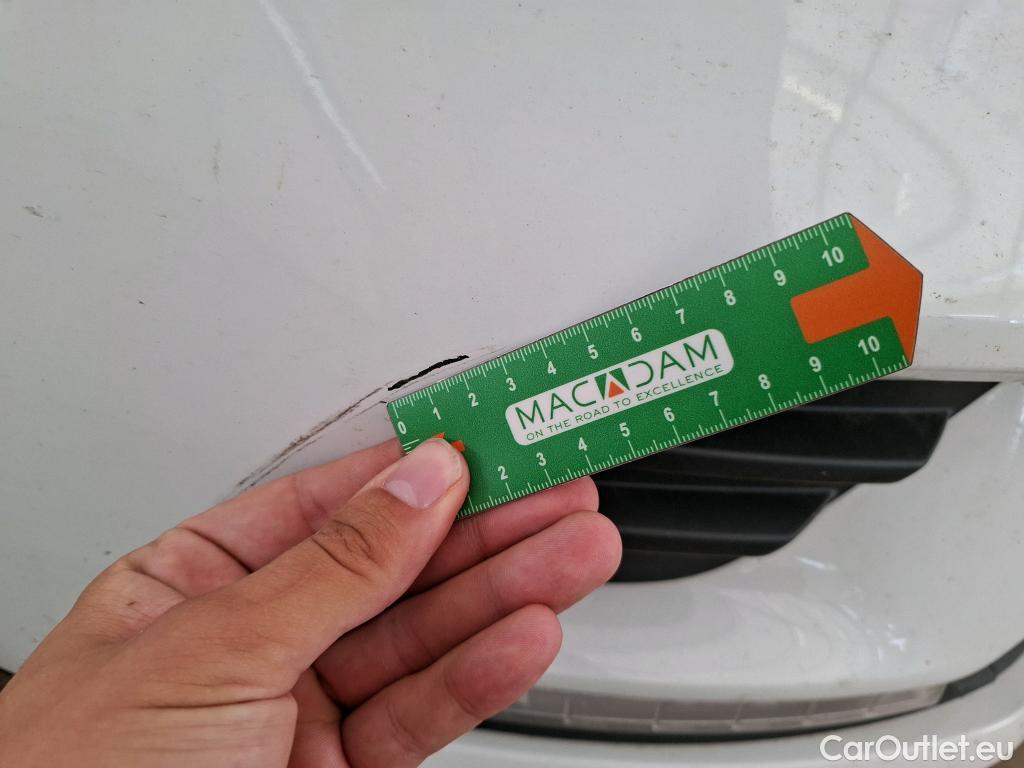 0 1 2 3 4 5 6 7 8 9 10
MACADAM
ON THE ROAD TO EXCELLENCE
2 3 4 5 6 7 8 9 10
CarOutlet.eu